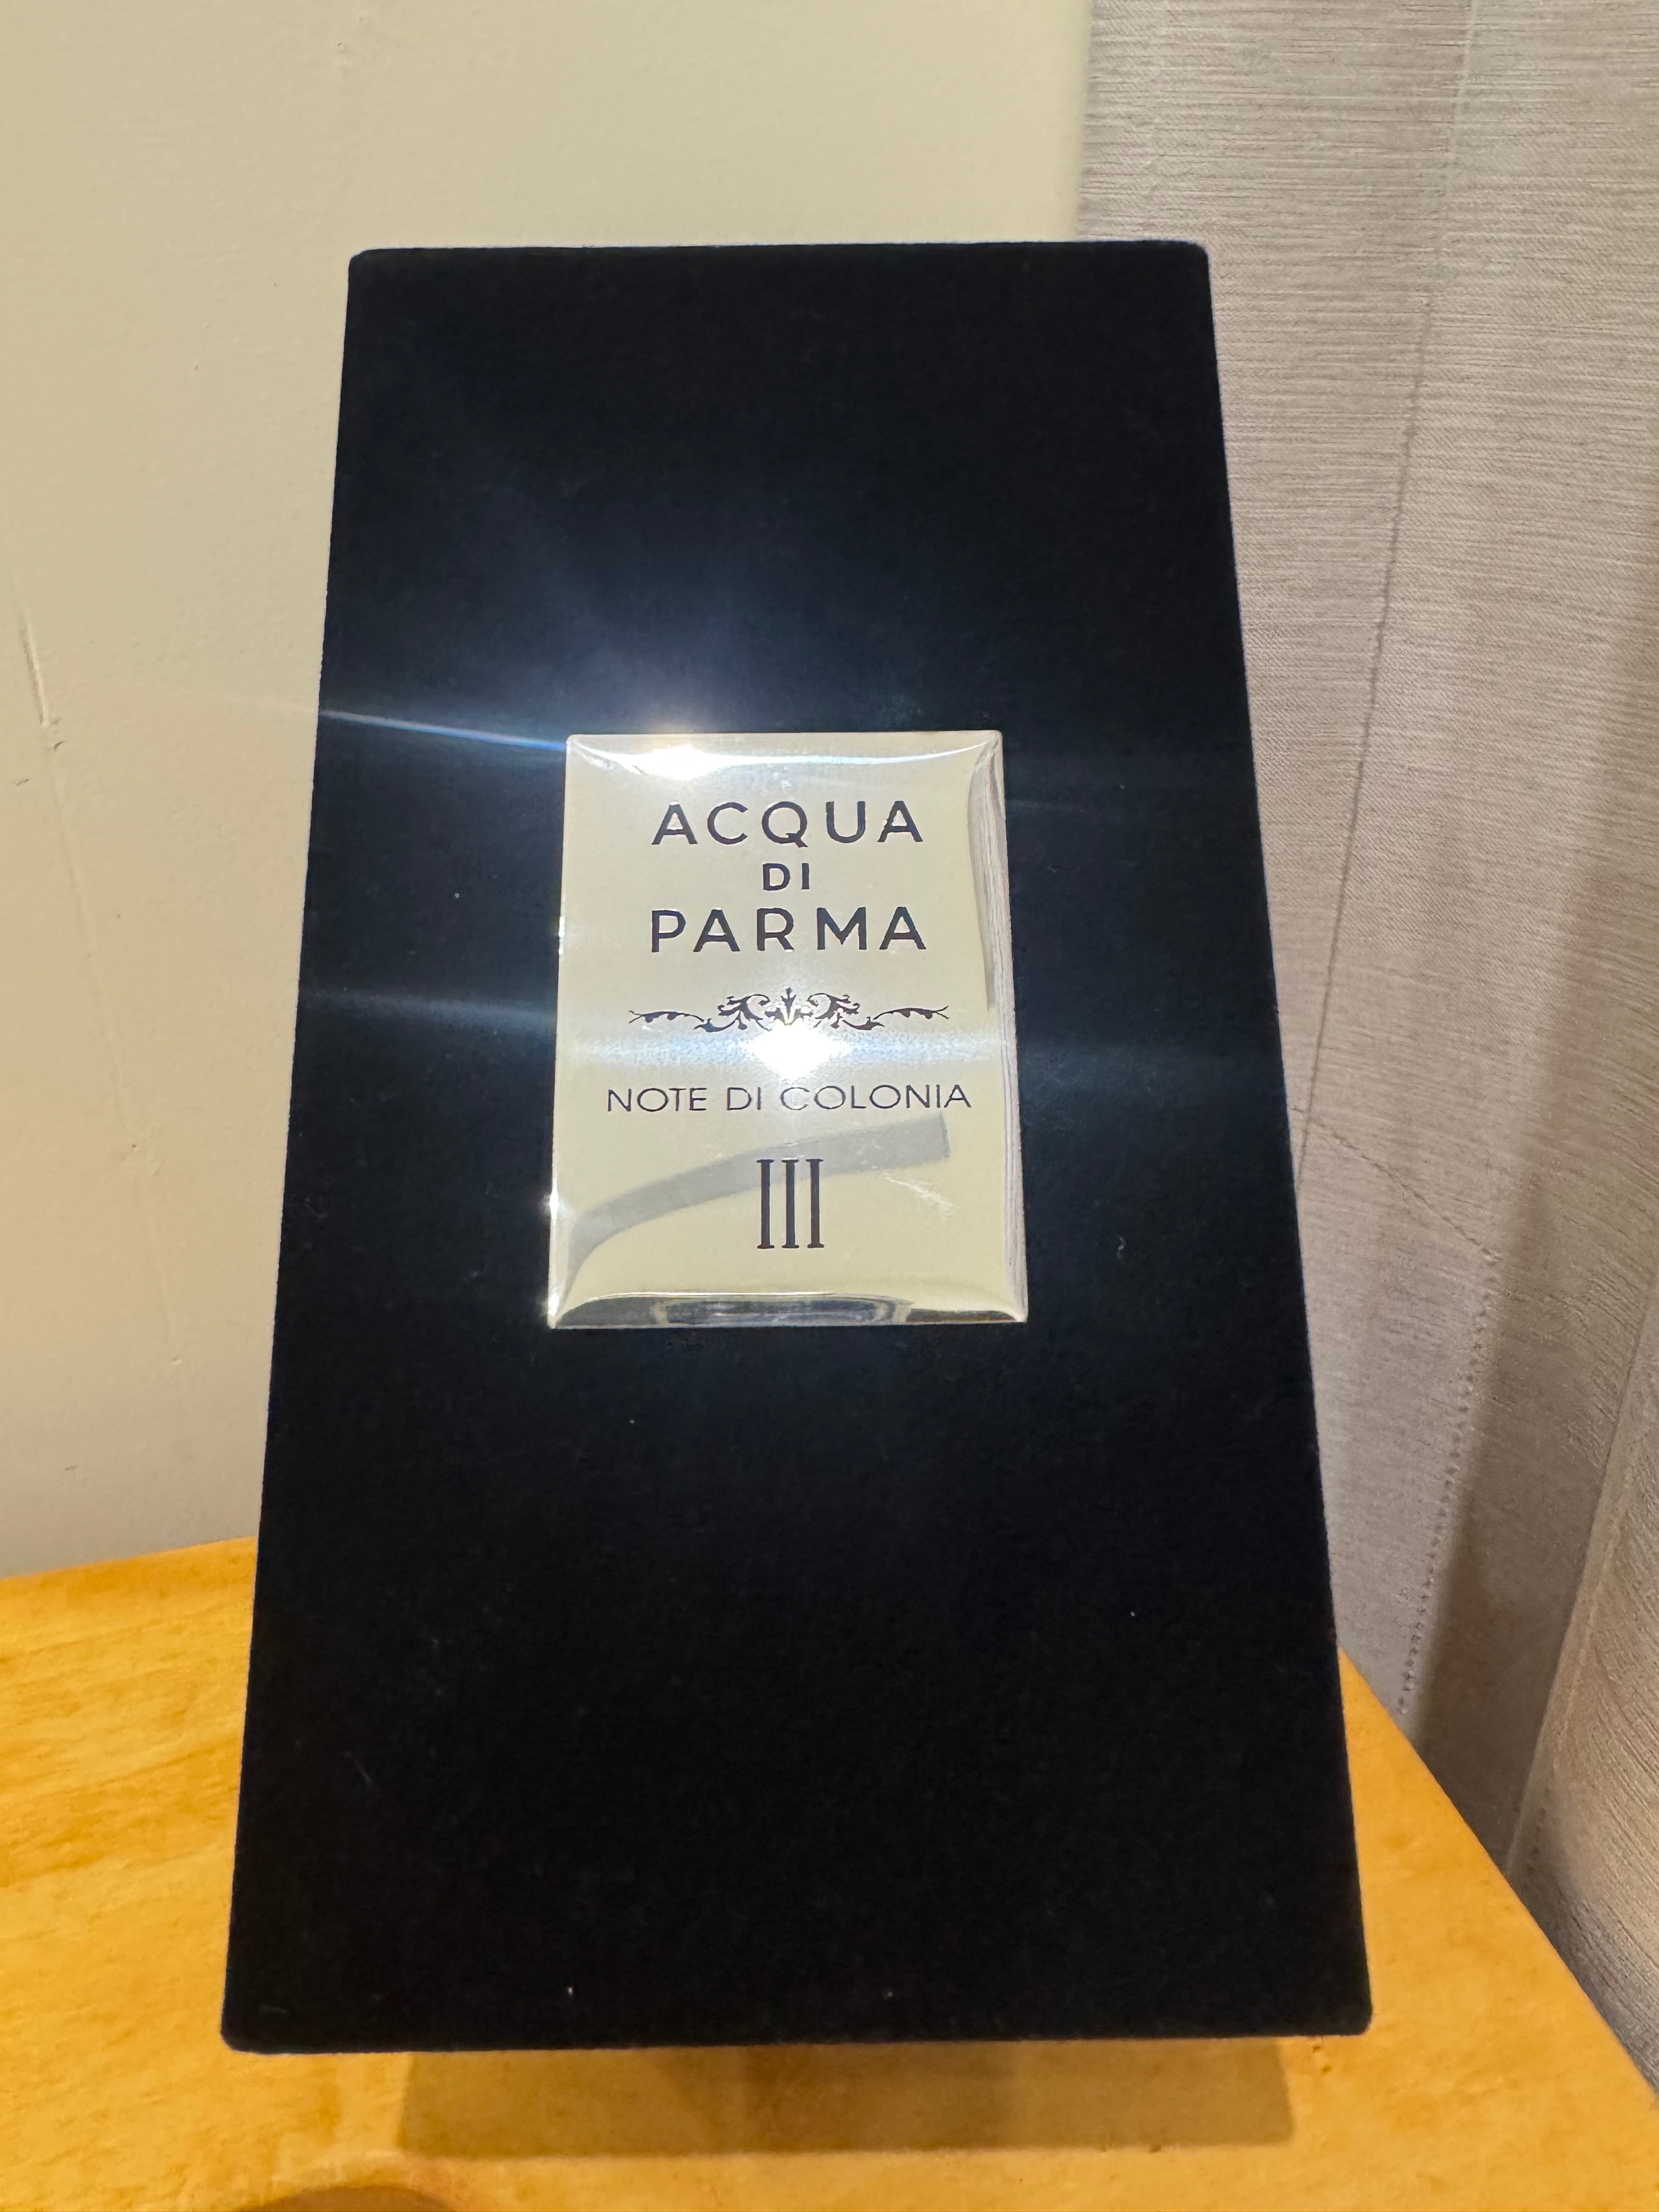 ACQUA
DI
PARMA
NOTE DI COLONIA
III